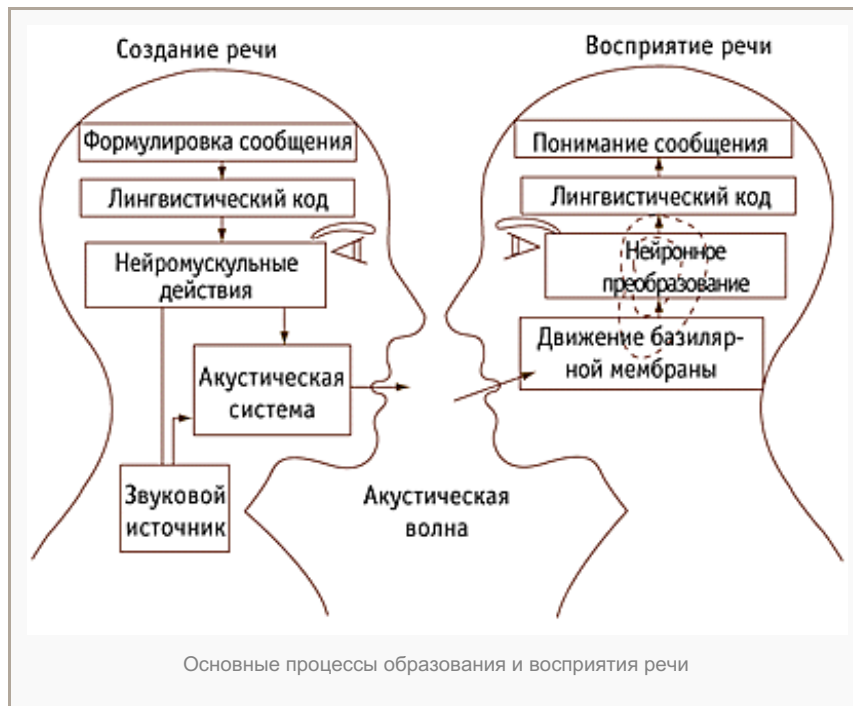 Создание речи
Восприятие речи
Формулировка сообщения
Лингвистический код
Нейромускульные
действия
Акустическая
система
Звуковой
источник
Акустическая
волна
Понимание сообщения
Лингвистический код
Нейронное
преобразование
Движение базиляр-
ной мембраны
Основные процессы образования и восприятия речи